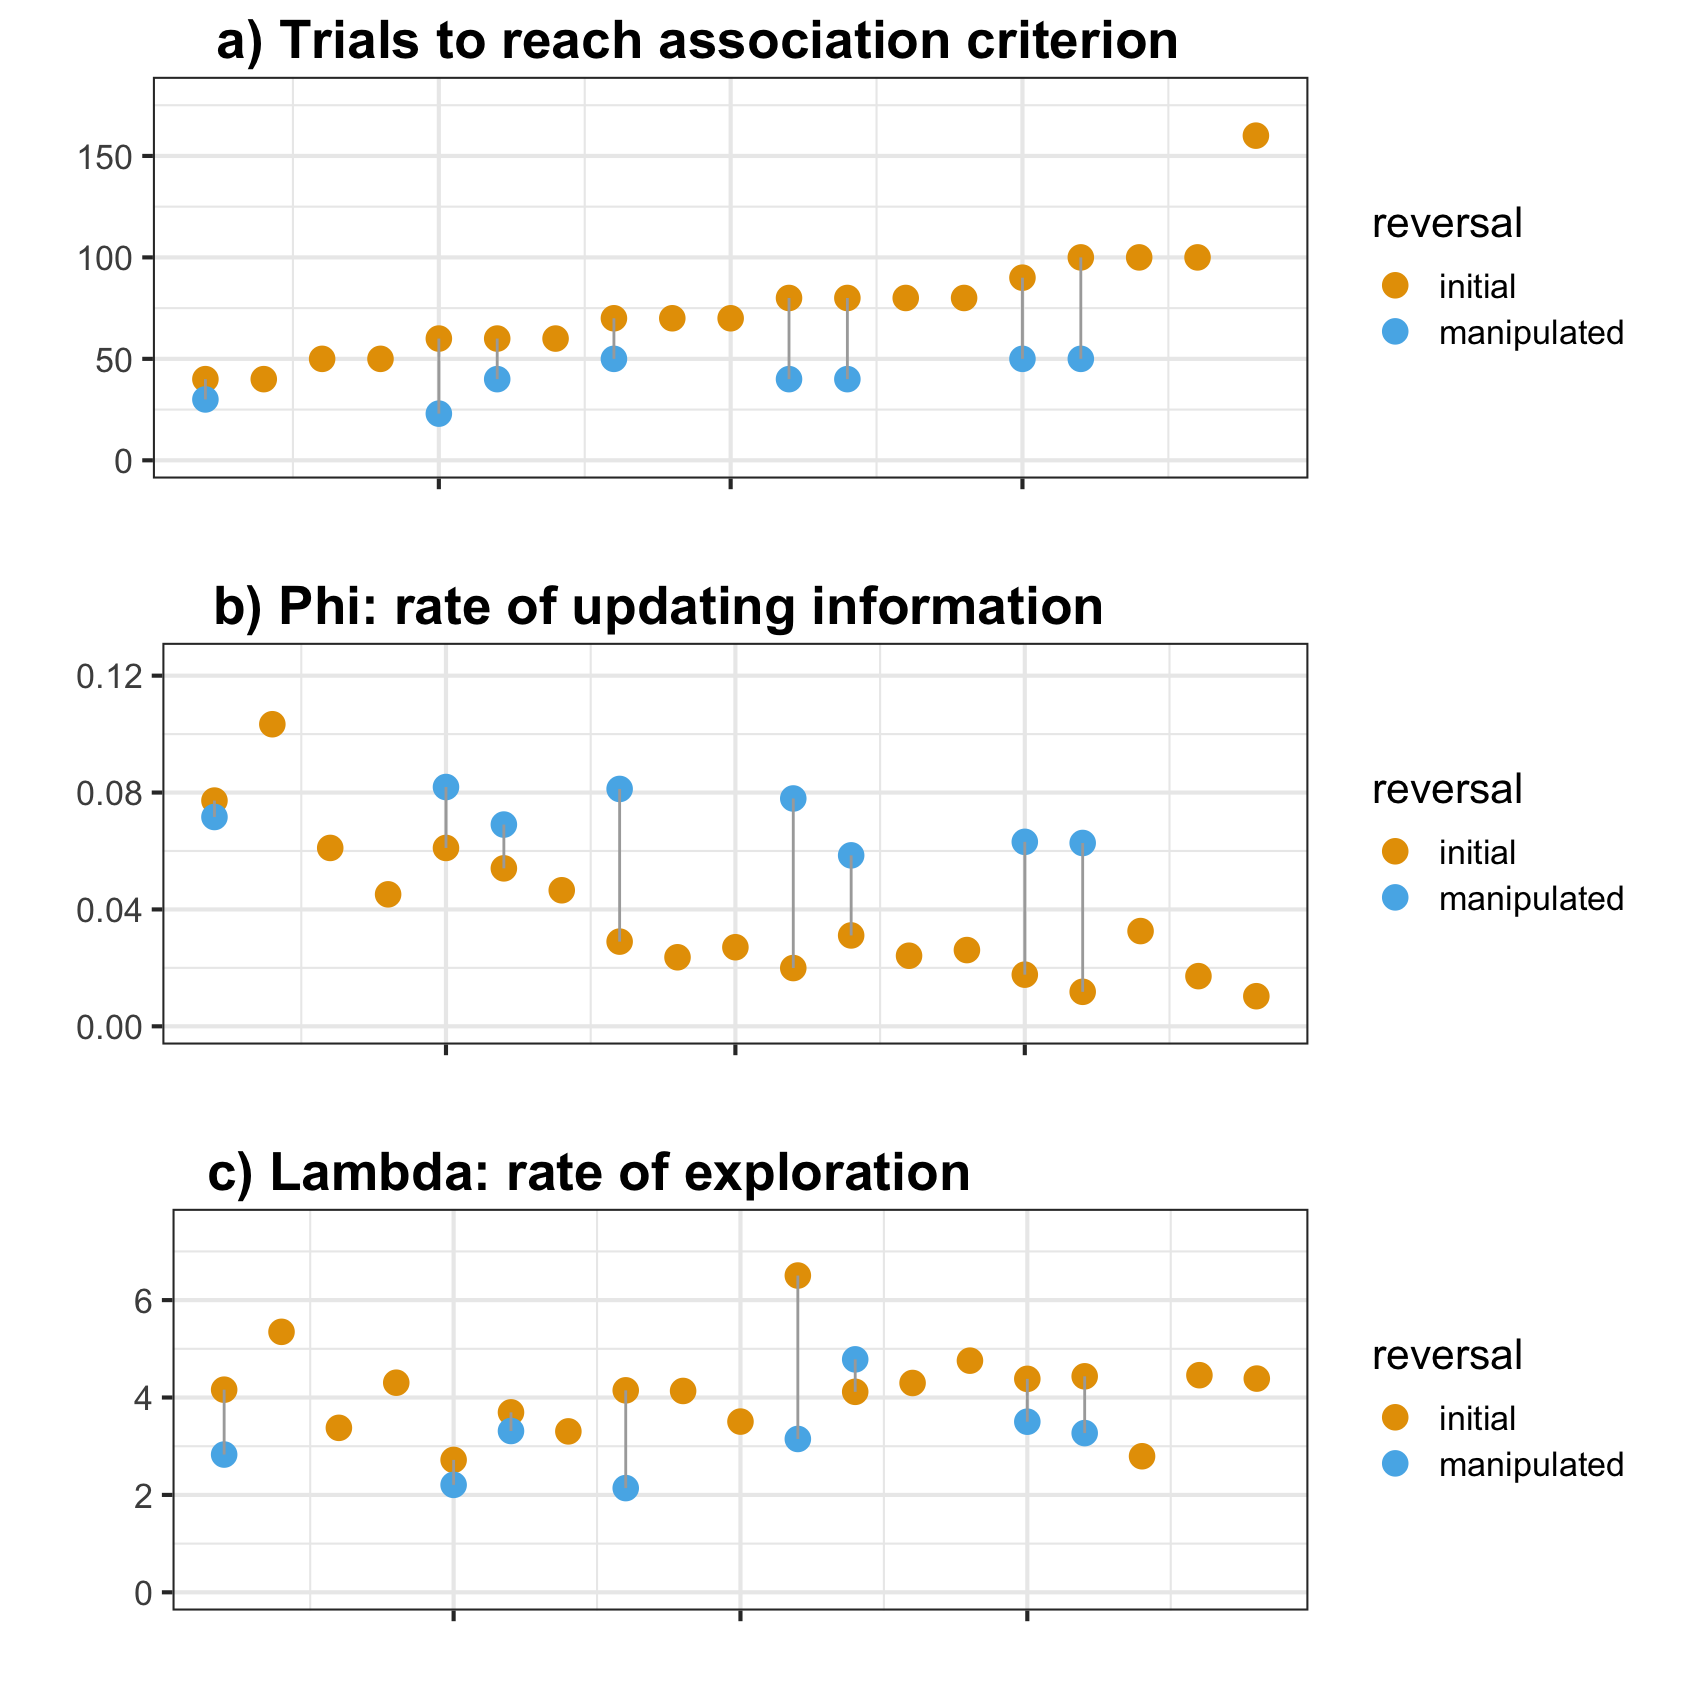 a) Trials to reach association criterion
150
100
50
0
reversal
initial
manipulated
b) Phi: rate of updating information
0.12
0.08
0.04
0.00
reversal
initial
manipulated
c) Lambda: rate of exploration
6
4
2
0
reversal
initial
manipulated